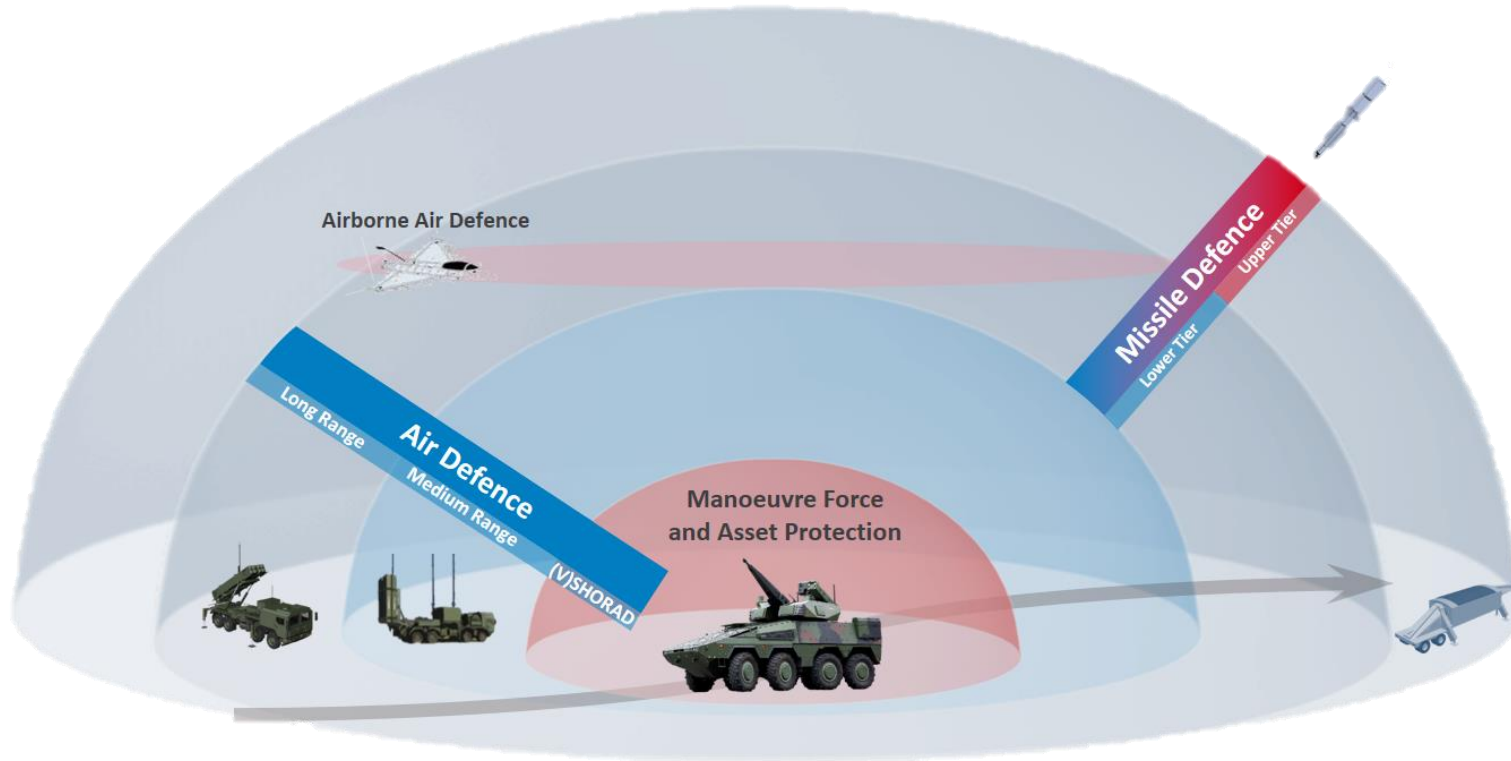 Airborne Air Defence
Missile Defence
Upper Tier
Lower Tier
Air Defence
Long Range
Medium Range
(V)SHORAD
Manoeuvre Force
and Asset Protection